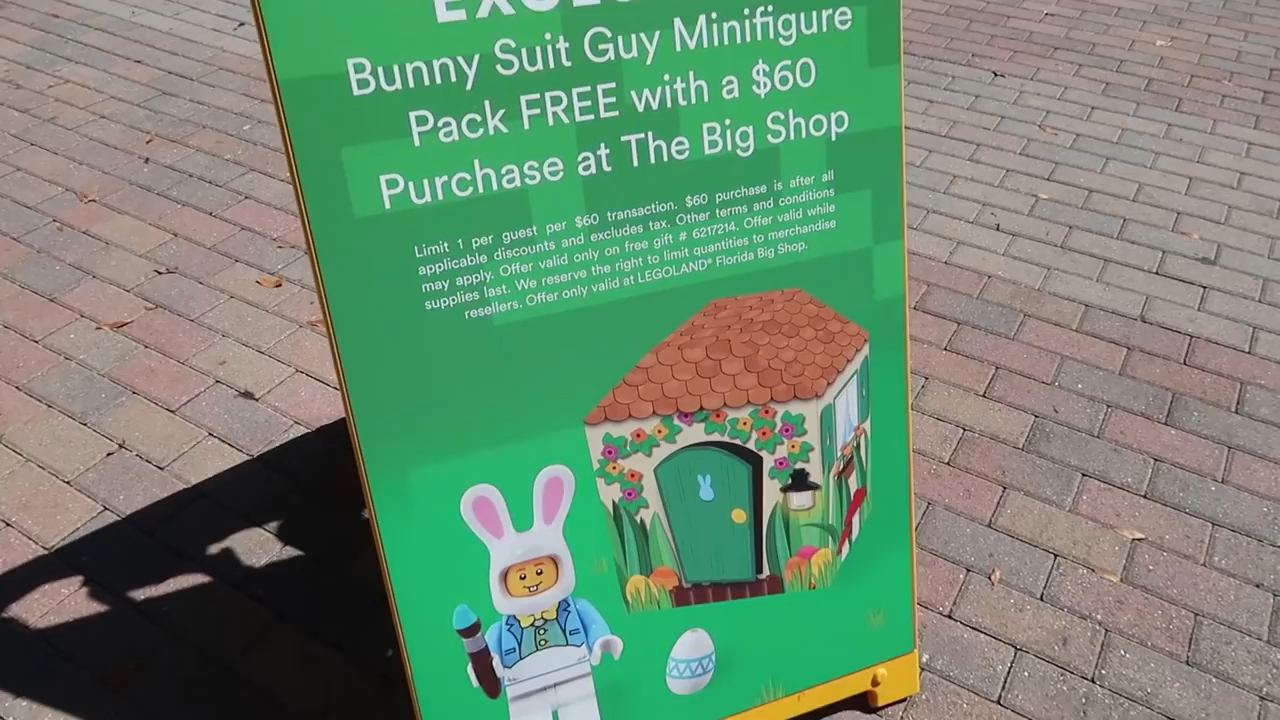 Bunny Suit Guy Minifigure
Pack FREE with a $60
Purchase at The Big Shop
Limit 1 per guest per $60 transaction. $60 purchase is after all
applicable discounts and excludes tax. Other terms and conditions
may apply. Offer valid only on free gift # 6217214. Offer valid while
supplies last. We reserve the right to limit quantities to merchandise
resellers. Offer only valid at LEGOLAND® Florida Big Shop.